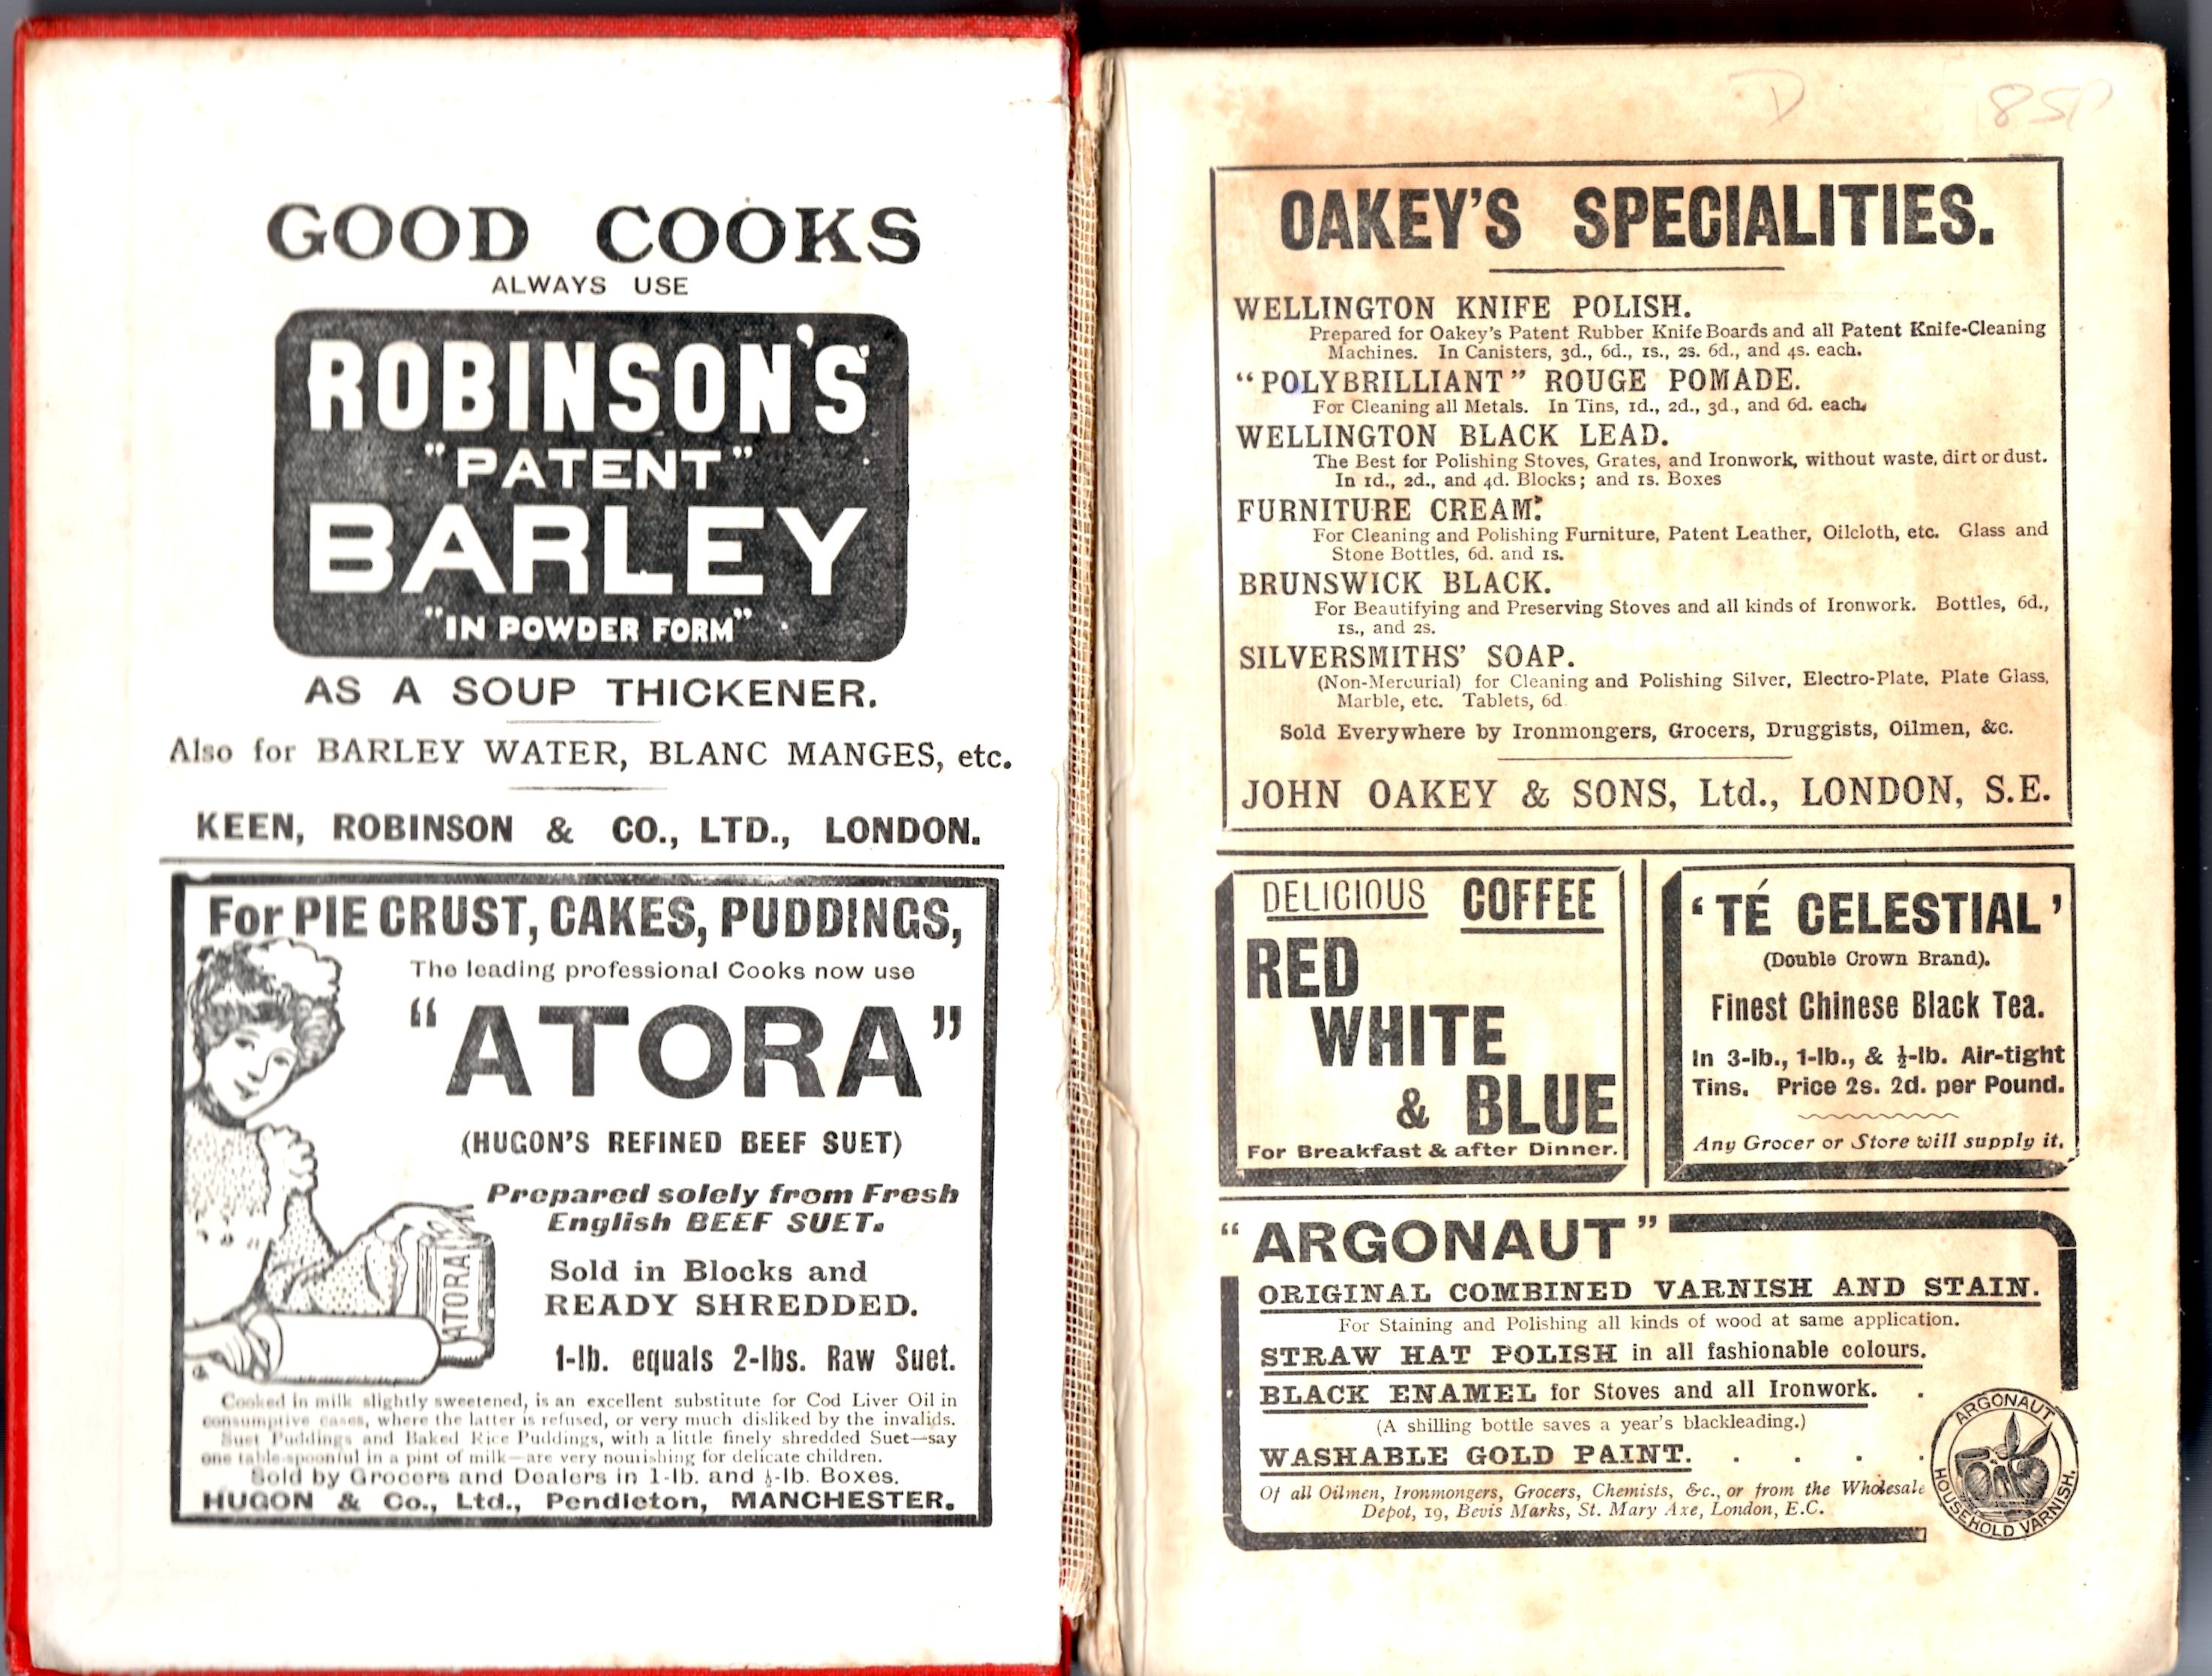 GOOD COOKS
ALWAYS USE
ROBINSON'S
"PATENT"
BARLEY
"IN POWDER FORM"
AS A SOUP THICKENER.
Also for BARLEY WATER, BLANC MANGES, etc.
KEEN, ROBINSON & CO., LTD., LONDON.
For PIE CRUST, CAKES, PUDDINGS,
The leading professional Cooks now use
"ATORA"
(HUGON'S REFINED BEEF SUET)
Prepared solely from Fresh
English BEEF SUET.
Sold in Blocks and
READY SHREDDED.
1-lb. equals 2-lbs. Raw Suet.
ATORA
Cooked in milk slightly sweetened, is an excellent substitute for Cod Liver Oil in
consumptive cases, where the latter is refused, or very much disliked by the invalids.
Suet Puddings and Baked Rice Puddings, with a little finely shredded Suet—say
one table-spoonful in a pint of milk—are very nourishing for delicate children.
Sold by Grocers and Dealers in 1-lb. and ½-lb. Boxes.
HUGON & Co., Ltd., Pendleton, MANCHESTER.
D 85p
OAKEY'S SPECIALITIES.
WELLINGTON KNIFE POLISH.
Prepared for Oakey's Patent Rubber Knife Boards and all Patent Knife-Cleaning
Machines. In Canisters, 3d., 6d., 1s., 2s. 6d., and 4s. each.
"POLYBRILLIANT" ROUGE POMADE.
For Cleaning all Metals. In Tins, 1d., 2d., 3d., and 6d. each.
WELLINGTON BLACK LEAD.
The Best for Polishing Stoves, Grates, and Ironwork, without waste, dirt or dust.
In 1d., 2d., and 4d. Blocks; and 1s. Boxes
FURNITURE CREAM.
For Cleaning and Polishing Furniture, Patent Leather, Oilcloth, etc. Glass and
Stone Bottles, 6d. and 1s.
BRUNSWICK BLACK.
For Beautifying and Preserving Stoves and all kinds of Ironwork. Bottles, 6d.,
1s., and 2s.
SILVERSMITHS' SOAP.
(Non-Mercurial) for Cleaning and Polishing Silver, Electro-Plate, Plate Glass,
Marble, etc. Tablets, 6d.
Sold Everywhere by Ironmongers, Grocers, Druggists, Oilmen, &c.
JOHN OAKEY & SONS, Ltd., LONDON, S.E.
DELICIOUS COFFEE
RED
WHITE
& BLUE
For Breakfast & after Dinner.
'TÉ CELESTIAL'
(Double Crown Brand).
Finest Chinese Black Tea.
In 3-lb., 1-lb., & ½-lb. Air-tight
Tins. Price 2s. 2d. per Pound.
Any Grocer or Store will supply it.
"ARGONAUT"
ORIGINAL COMBINED VARNISH AND STAIN.
For Staining and Polishing all kinds of wood at same application.
STRAW HAT POLISH in all fashionable colours.
BLACK ENAMEL for Stoves and all Ironwork. .
(A shilling bottle saves a year's blackleading.)
WASHABLE GOLD PAINT. . . . .
Of all Oilmen, Ironmongers, Grocers, Chemists, &c., or from the Wholesale
Depot, 19, Bevis Marks, St. Mary Axe, London, E.C.
ARGONAUT
HOUSEHOLD VARNISH.